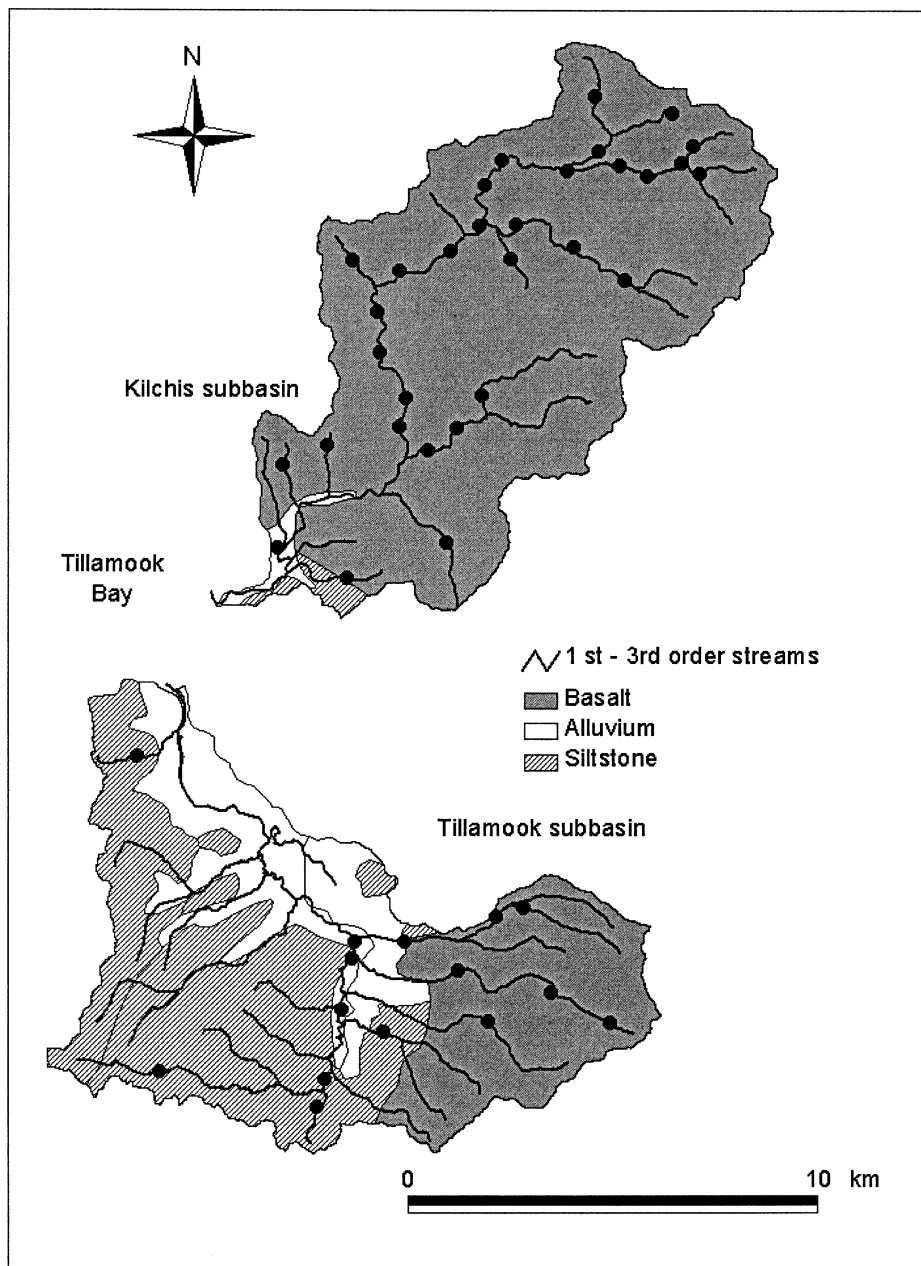 N
Kilchis subbasin
Tillamook
Bay
1 st - 3rd order streams
Basalt
Alluvium
Siltstone
Tillamook subbasin
0 10 km